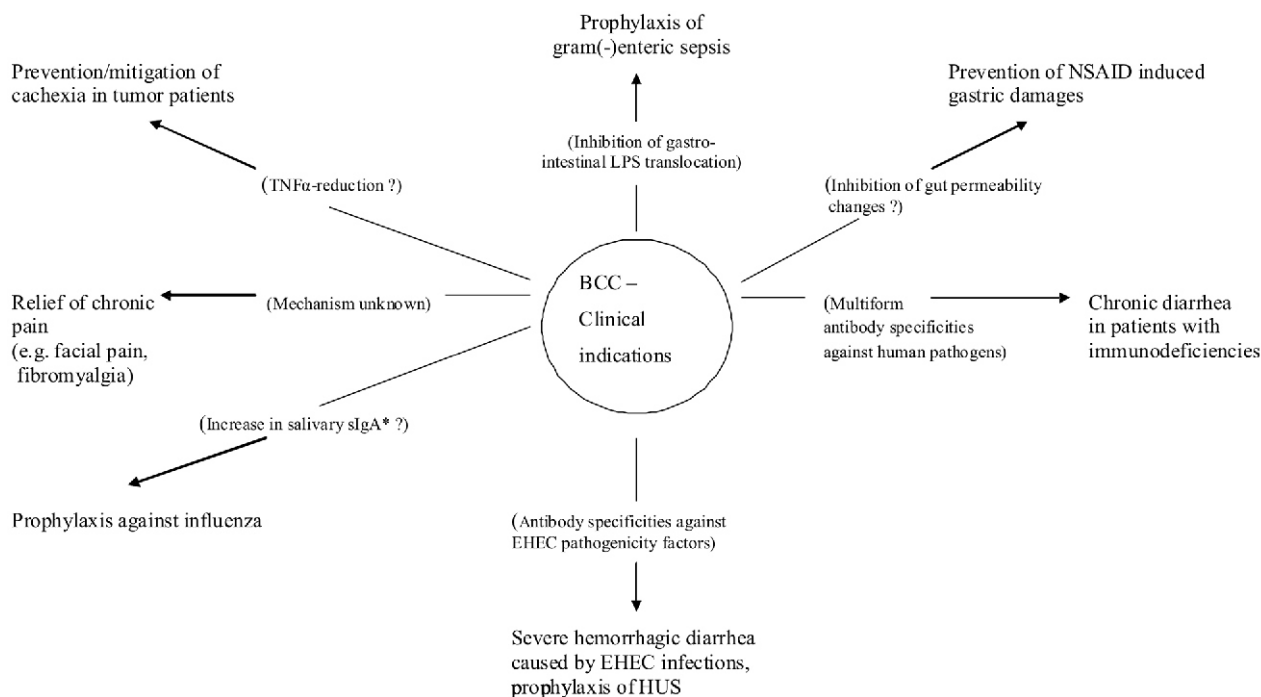 Prophylaxis of
gram(-)enteric sepsis
Prevention/mitigation of
cachexia in tumor patients
Prevention of NSAID induced
gastric damages
(Inhibition of gastro-
intestinal LPS translocation)
(TNFα-reduction ?)
(Inhibition of gut permeability
changes ?)
BCC –
Clinical
indications
Relief of chronic
pain
(e.g. facial pain,
fibromyalgia)
(Mechanism unknown)
(Multiform
antibody specificities
against human pathogens)
Chronic diarrhea
in patients with
immunodeficiencies
(Increase in salivary sIgA* ?)
Prophylaxis against influenza
(Antibody specificities against
EHEC pathogenicity factors)
Severe hemorrhagic diarrhea
caused by EHEC infections,
prophylaxis of HUS